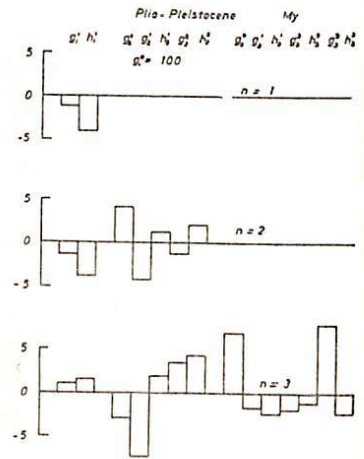 Plio-Pleistocene My
g₁¹ h₁¹ g₂⁰ g₂¹ h₂¹ g₂² h₂² g₃⁰ g₃¹ h₃¹ g₃² h₃² g₃³ h₃³
g₁⁰ = 100
5
0
-5
n = 1
5
0
-5
n = 2
5
0
-5
n = 3